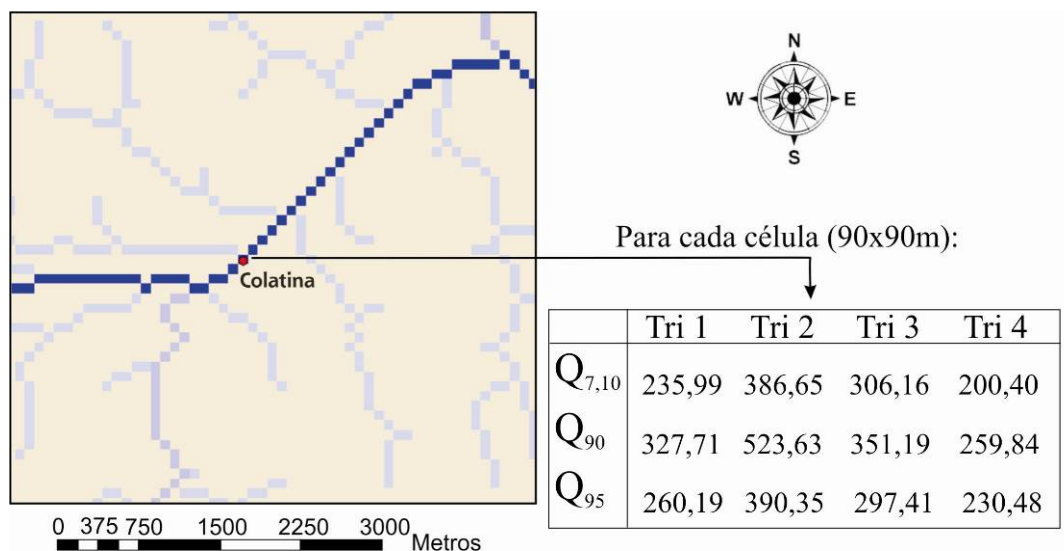 N
W E
S
Para cada célula (90x90m):
Colatina
Tri 1 Tri 2 Tri 3 Tri 4
Q7,10 235,99 386,65 306,16 200,40
Q90 327,71 523,63 351,19 259,84
Q95 260,19 390,35 297,41 230,48
0 375 750 1500 2250 3000
Metros